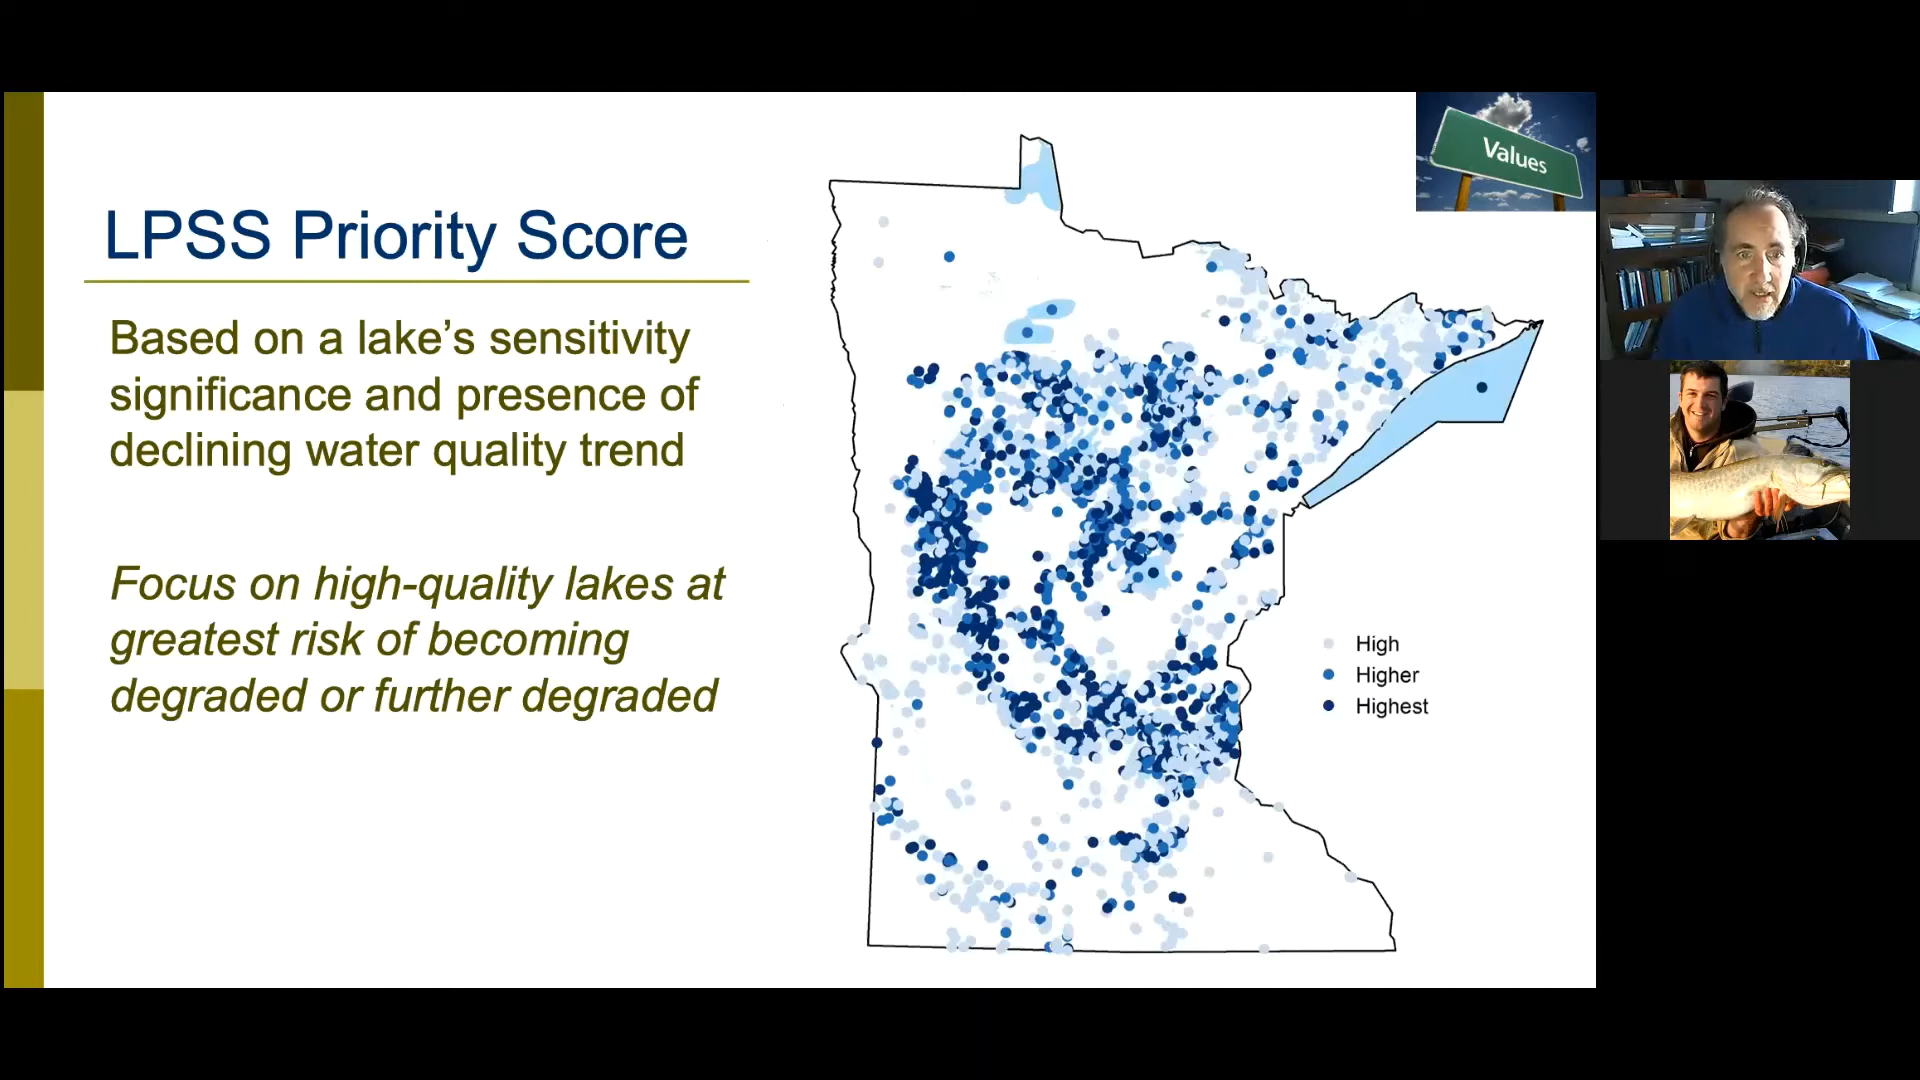 Values
LPSS Priority Score
Based on a lake’s sensitivity
significance and presence of
declining water quality trend
Focus on high-quality lakes at
greatest risk of becoming
degraded or further degraded
High
Higher
Highest